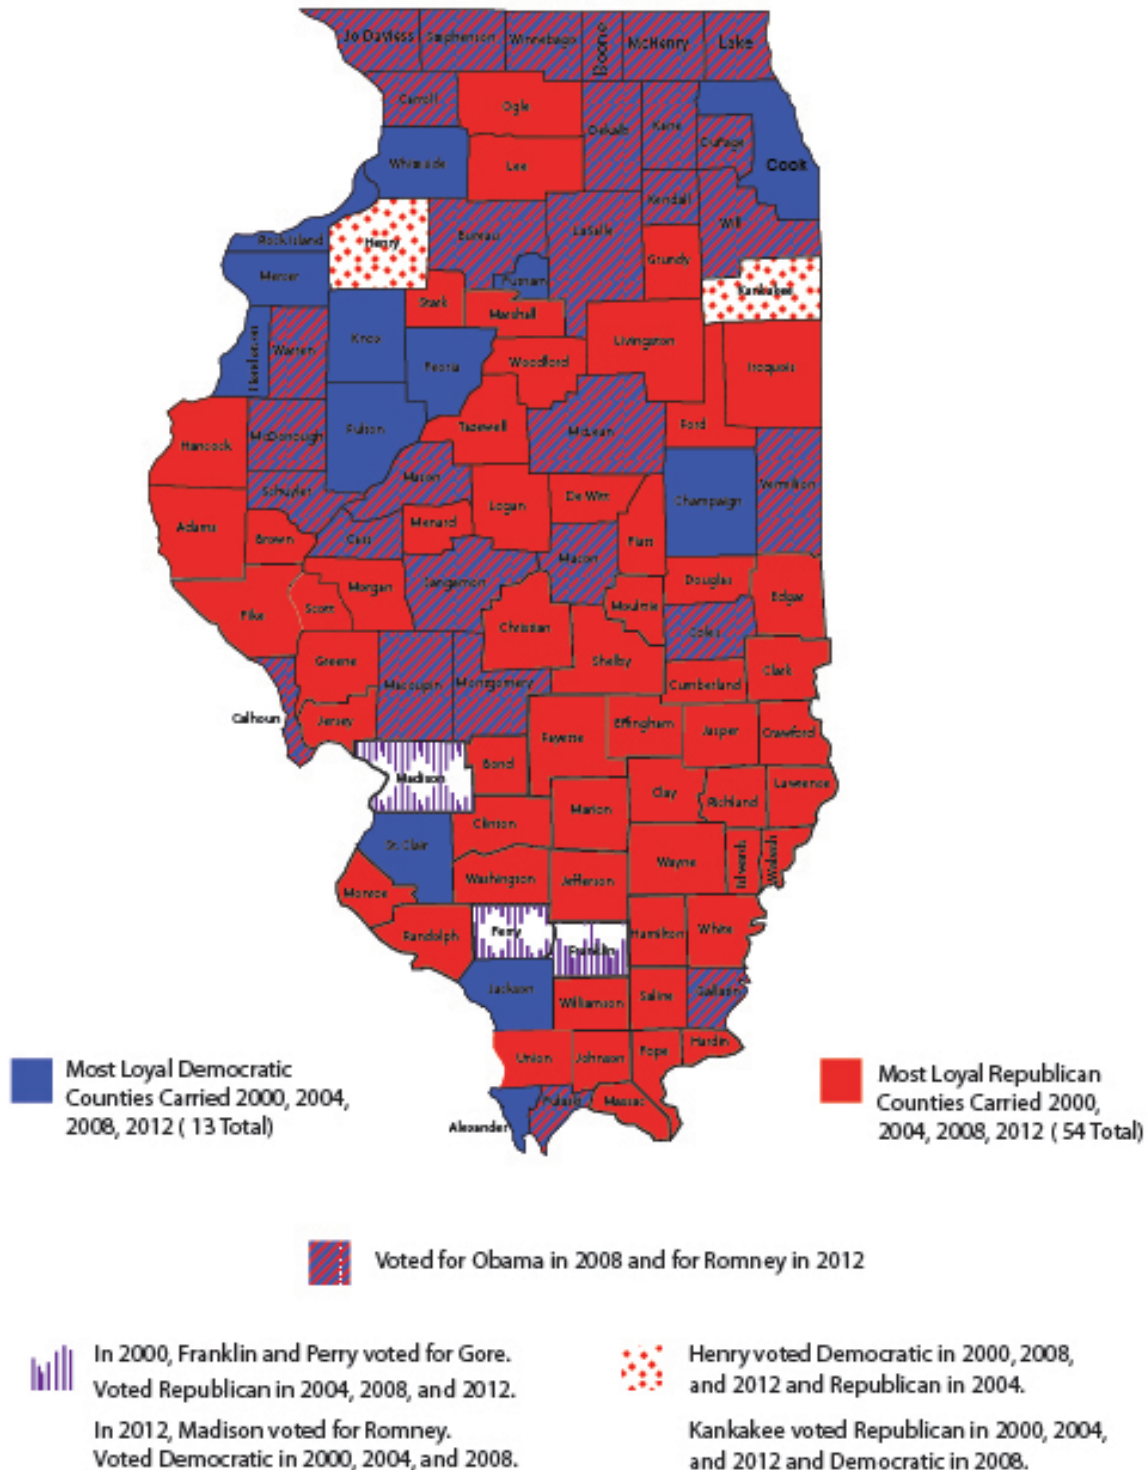 Jo Daviess Stephenson Winnebago Boone McHenry Lake
Carroll Ogle Dekalb Kane DuPage Cook
Whiteside Lee Kendall Will
Rock Island Henry Bureau LaSalle Grundy Kankakee
Mercer Putnam
Stark Marshall
Henderson Warren Knox Peoria Woodford Livingston Iroquois
Hancock McDonough Fulton Tazewell McLean Ford
Schuyler Mason Logan De Witt Champaign Vermilion
Adams Brown Cass Menard Macon Piatt
Pike Scott Morgan Sangamon Christian Moultrie Douglas Edgar
Coles
Greene Macoupin Montgomery Shelby Cumberland Clark
Calhoun Jersey Fayette Effingham Jasper Crawford
Madison Bond Clay Richland Lawrence
Clinton Marion
St. Clair Washington Jefferson Wayne Edwards Wabash
Monroe Randolph Perry Franklin Hamilton White
Jackson Williamson Saline Gallatin
Union Johnson Pope Hardin
Alexander Pulaski Massac
Most Loyal Democratic
Counties Carried 2000, 2004,
2008, 2012 ( 13 Total)
Most Loyal Republican
Counties Carried 2000,
2004, 2008, 2012 ( 54 Total)
Voted for Obama in 2008 and for Romney in 2012
In 2000, Franklin and Perry voted for Gore.
Voted Republican in 2004, 2008, and 2012.
In 2012, Madison voted for Romney.
Voted Democratic in 2000, 2004, and 2008.
Henry voted Democratic in 2000, 2008,
and 2012 and Republican in 2004.
Kankakee voted Republican in 2000, 2004,
and 2012 and Democratic in 2008.